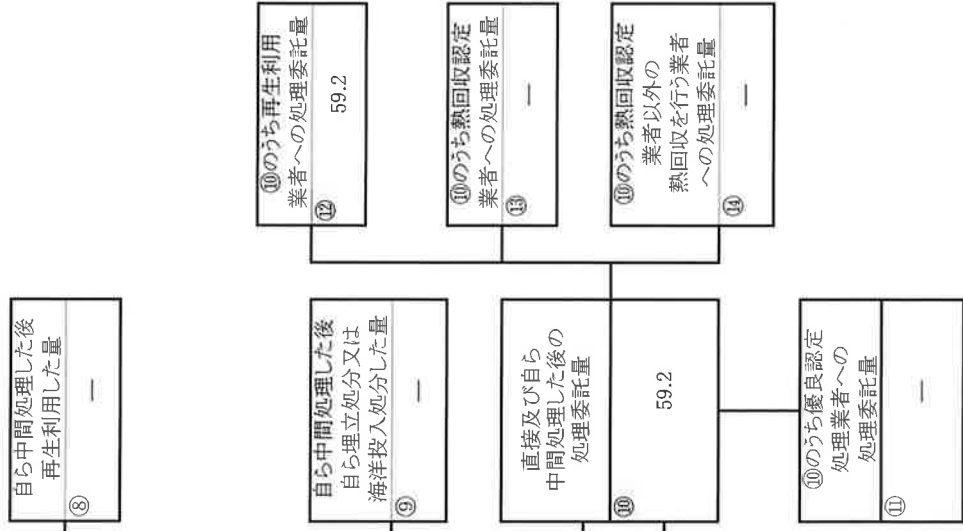 自ら中間処理した後
再生利用した量
⑧
—
自ら中間処理した後
自ら埋立処分又は
海洋投入処分した量
⑨
—
直接及び自ら
中間処理した後の
処理委託量
⑩
59.2
⑩のうち優良認定
処理業者への
処理委託量
⑪
—
⑩のうち再生利用
業者への処理委託量
⑫
59.2
⑩のうち熱回収認定
業者への処理委託量
⑬
—
⑩のうち熱回収認定
業者以外の
熱回収を行う業者
への処理委託量
⑭
—